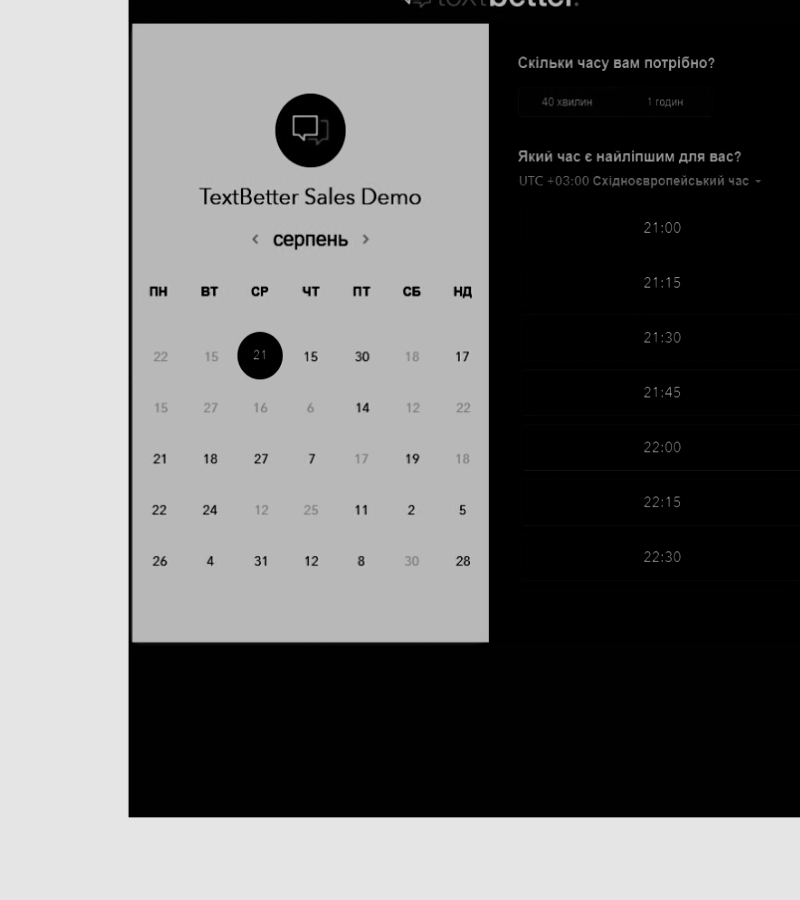 textbetter.
TextBetter Sales Demo
‹ серпень ›
ПН ВТ СР ЧТ ПТ СБ НД
22 15 21 15 30 18 17
15 27 16 6 14 12 22
21 18 27 7 17 19 18
22 24 12 25 11 2 5
26 4 31 12 8 30 28
Скільки часу вам потрібно?
40 хвилин 1 годин
Який час є найліпшим для вас?
UTC +03:00 Східноєвропейський час
21:00
21:15
21:30
21:45
22:00
22:15
22:30